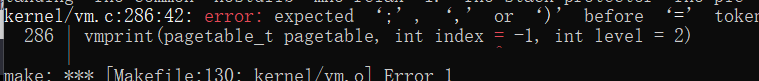 kernel/vm.c:286:42: error: expected ‘;’, ‘,’ or ‘)’ before ‘=’ token
286 | vmprint(pagetable_t pagetable, int index = -1, int level = 2)
^
make: *** [Makefile:130: kernel/vm.o] Error 1